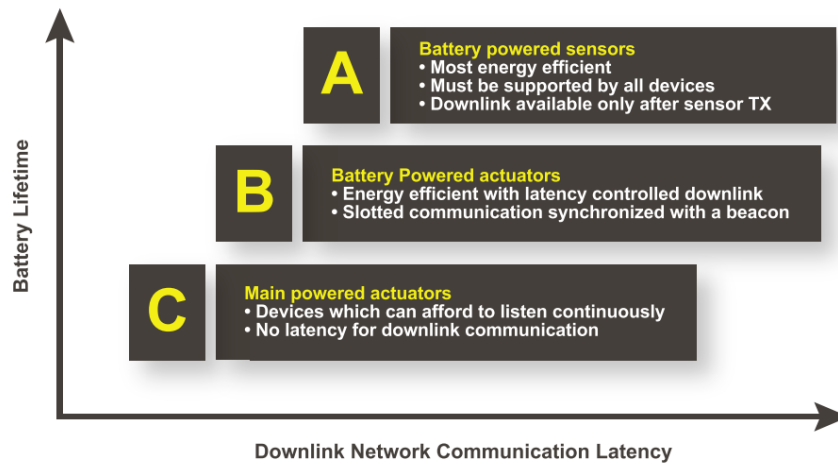 Battery Lifetime
A
Battery powered sensors
• Most energy efficient
• Must be supported by all devices
• Downlink available only after sensor TX
B
Battery Powered actuators
• Energy efficient with latency controlled downlink
• Slotted communication synchronized with a beacon
C
Main powered actuators
• Devices which can afford to listen continuously
• No latency for downlink communication
Downlink Network Communication Latency